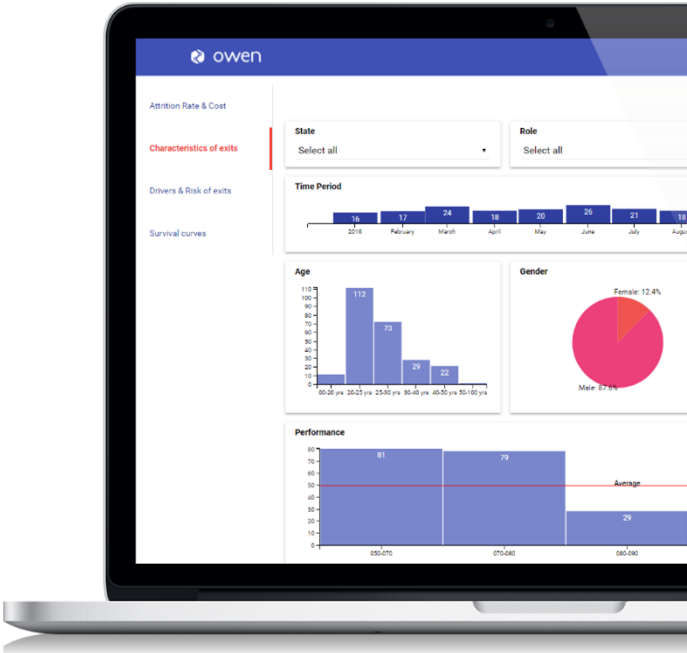 owen
Attrition Rate & Cost
Characteristics of exits
Drivers & Risk of exits
Survival curves
State
Select all
Role
Select all
Time Period
16 17 24 18 20 26 21 18
2016 February March April May June July Augus
Age
110
100
90
80
70
60
50
40
30
20
10
0
112
73
29
22
00-20 yrs 20-25 yrs 25-30 yrs 30-40 yrs 40-50 yrs 50-100 yrs
Gender
Female: 12.4%
Male: 87.6%
Performance
80
70
60
50
40
30
20
10
0
81
79
Average
29
050-070 070-080 080-090